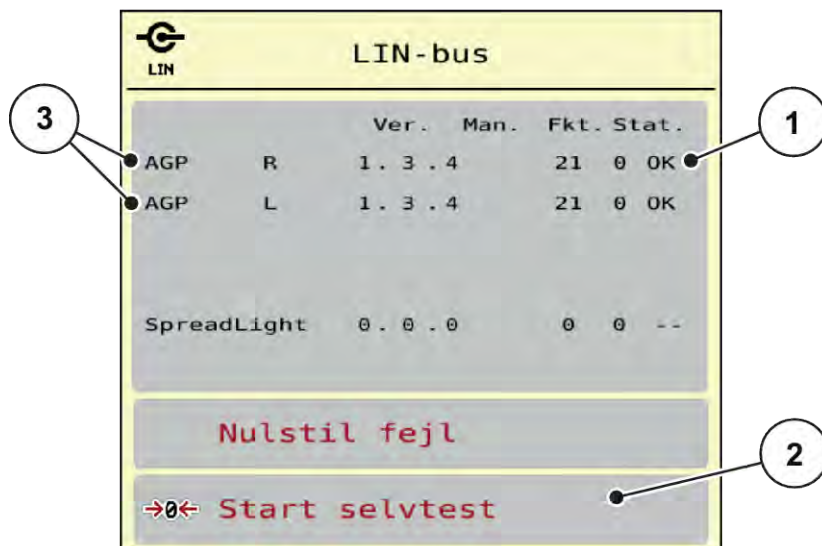 LIN
LIN-bus
Ver. Man. Fkt. Stat.
AGP R 1.3.4 21 0 OK
AGP L 1.3.4 21 0 OK
SpreadLight 0.0.0 0 0 --
Nulstil fejl
→0← Start selvtest
3
1
2